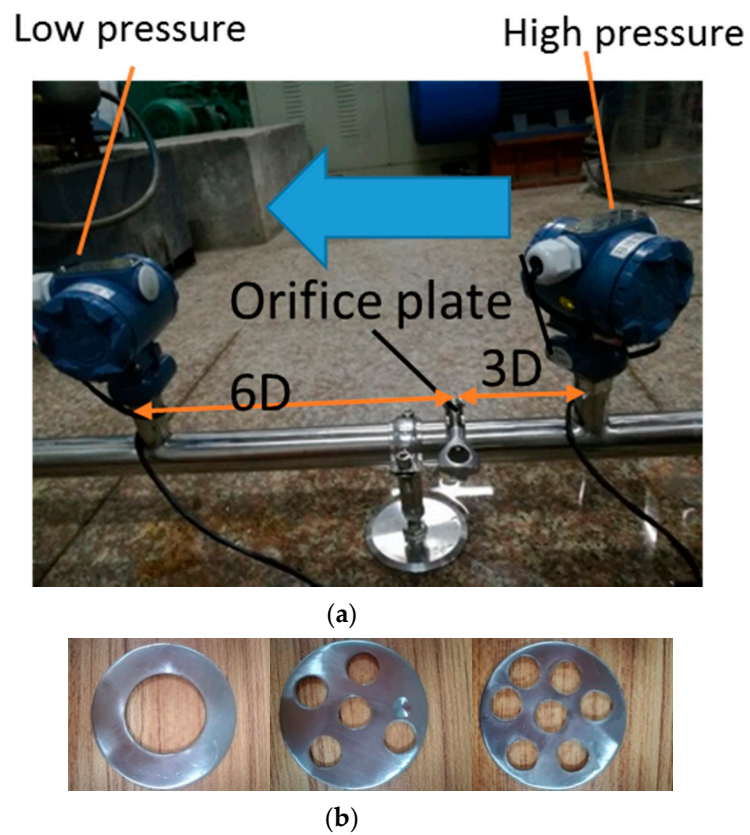 Low pressure
High pressure
Orifice plate
6D
3D
(a)
(b)